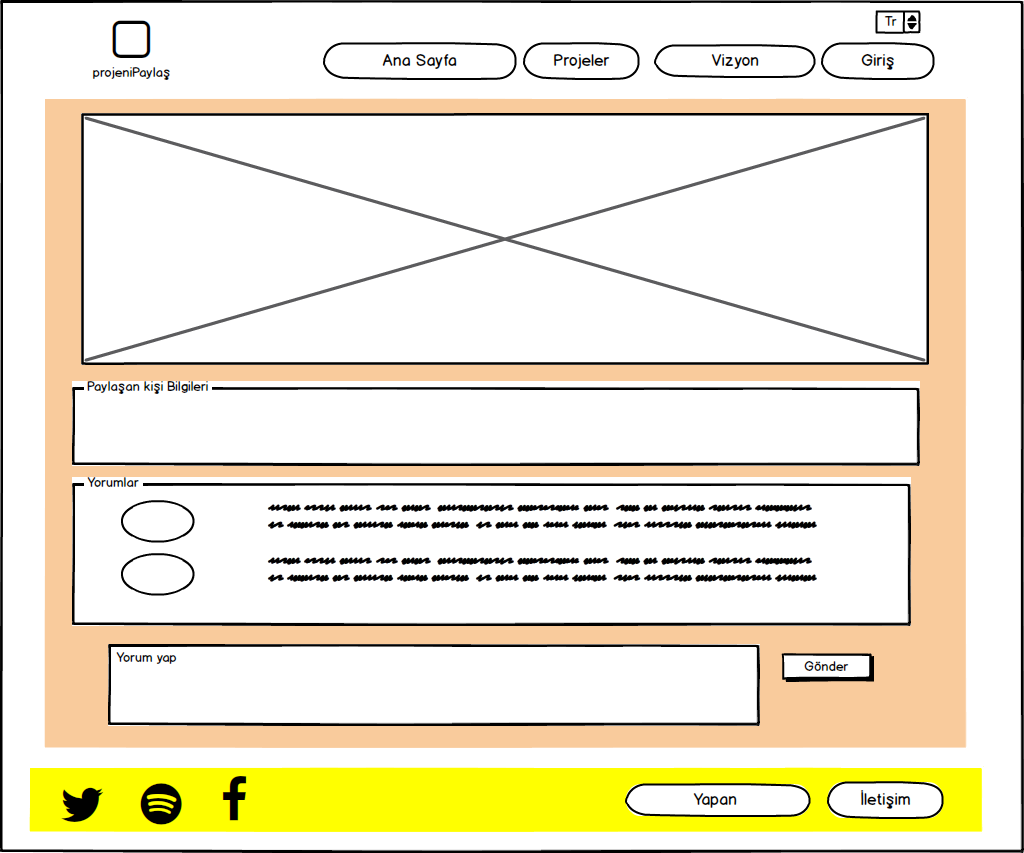 Tr
projeniPaylaş
Ana Sayfa
Projeler
Vizyon
Giriş
Paylaşan kişi Bilgileri
Yorumlar
Yorum yap
Gönder
Yapan
İletişim